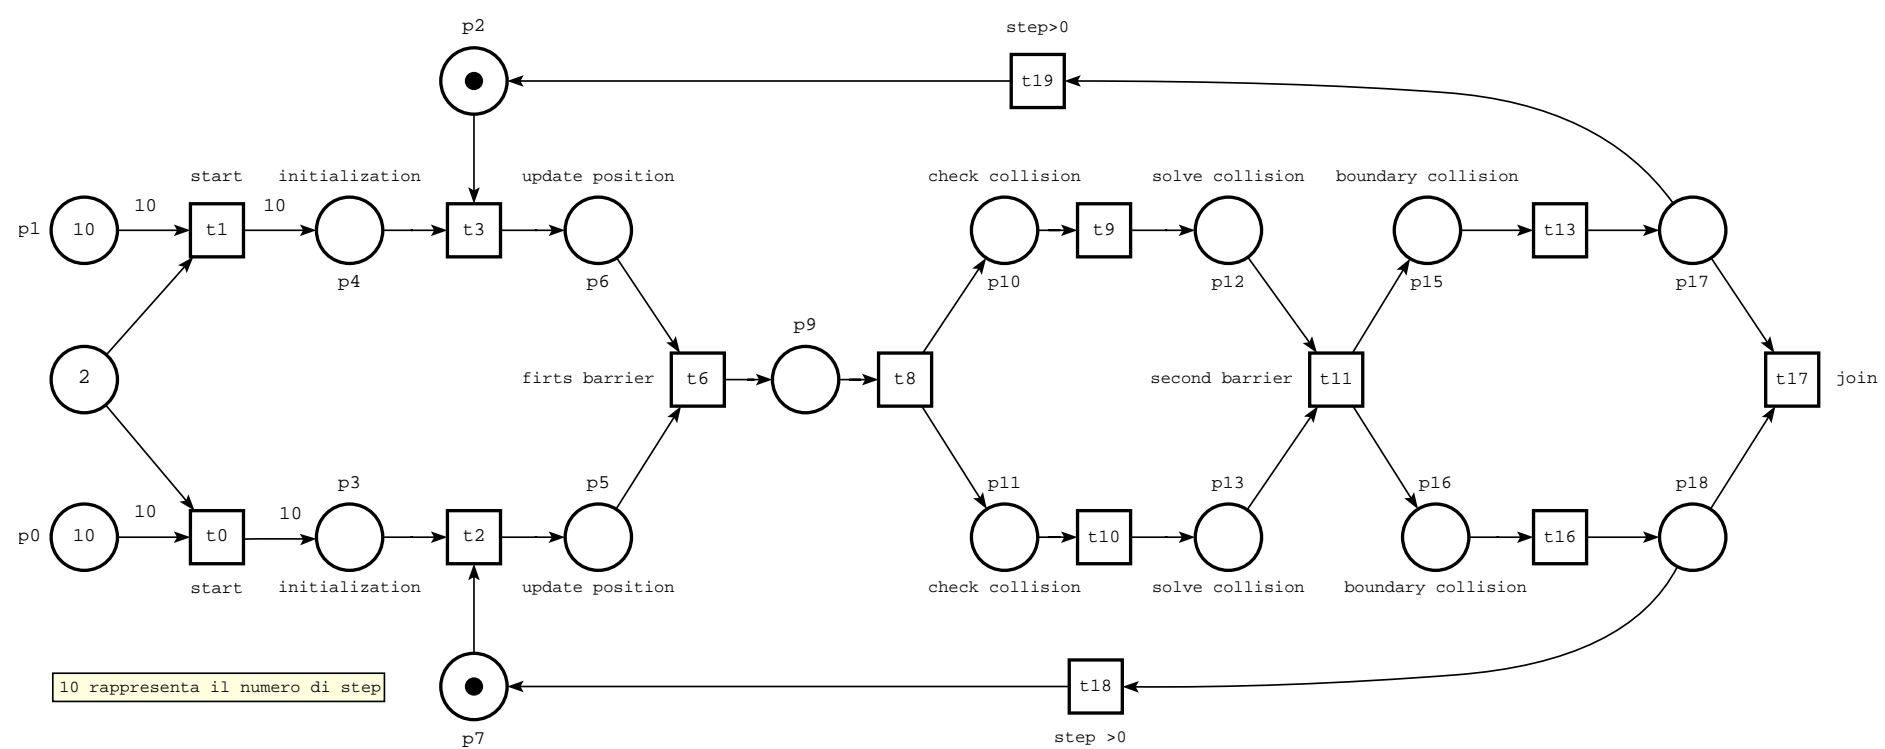 p2
step>0
t19
start
initialization
update position
check collision
solve collision
boundary collision
10
10
p1
10
t1
t3
t9
t13
p4
p6
p10
p12
p15
p17
p9
2
firts barrier
t6
t8
second barrier
t11
t17
join
p3
p5
p11
p13
p16
p18
10
10
p0
10
t0
t2
t10
t16
start
initialization
update position
check collision
solve collision
boundary collision
10 rappresenta il numero di step
t18
p7
step >0